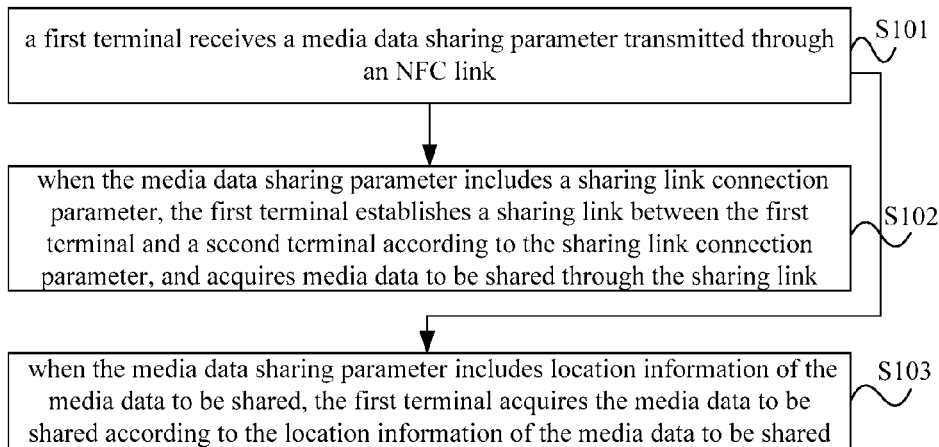 a first terminal receives a media data sharing parameter transmitted through
an NFC link
S101
when the media data sharing parameter includes a sharing link connection
parameter, the first terminal establishes a sharing link between the first
terminal and a second terminal according to the sharing link connection
parameter, and acquires media data to be shared through the sharing link
S102
when the media data sharing parameter includes location information of the
media data to be shared, the first terminal acquires the media data to be
shared according to the location information of the media data to be shared
S103